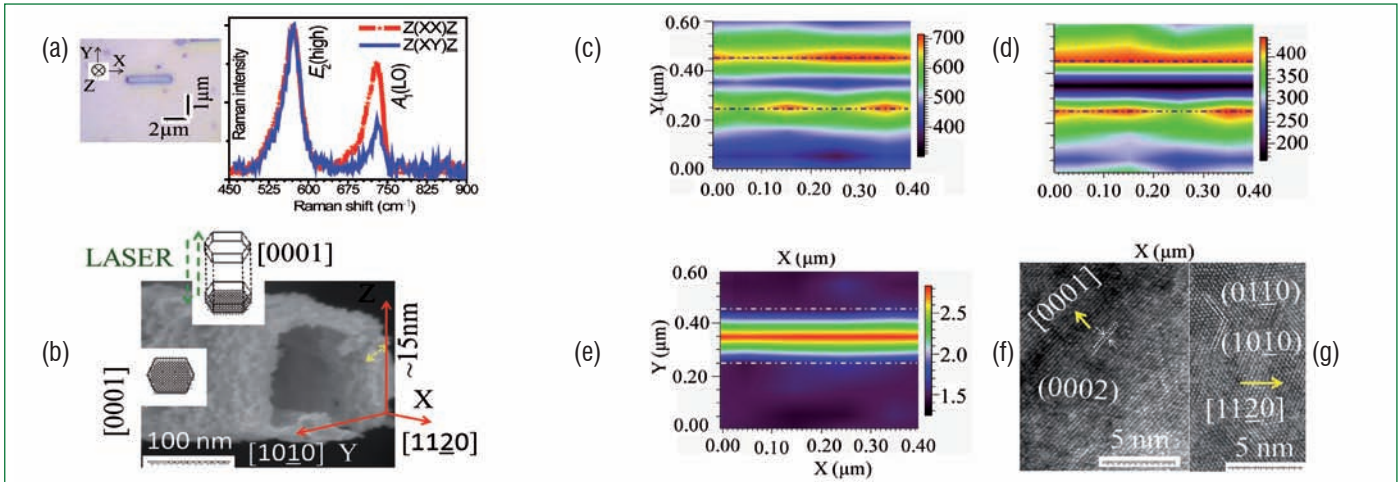 (a)
Y
X
Z
1μm
2μm
Raman intensity
Z(XX)Z
Z(XY)Z
E₂(high)
A₁(LO)
450 525 600 675 750 825 900
Raman shift (cm⁻¹)
(c)
0.60
0.40
0.20
0.00
Y(μm)
0.00 0.10 0.20 0.30 0.40
700
600
500
400
X (μm)
(d)
0.00 0.10 0.20 0.30 0.40
400
350
300
250
200
X (μm)
(b)
LASER
[0001]
[0001]
Z
~15nm
X
[112̲0]
[101̲0]
Y
100 nm
(e)
0.60
0.40
0.20
0.00
Y (μm)
0.00 0.10 0.20 0.30 0.40
X (μm)
2.5
2.0
1.5
(f)
[0001]
(0002)
5 nm
(g)
(011̲0)
(101̲0)
[112̲0]
5 nm